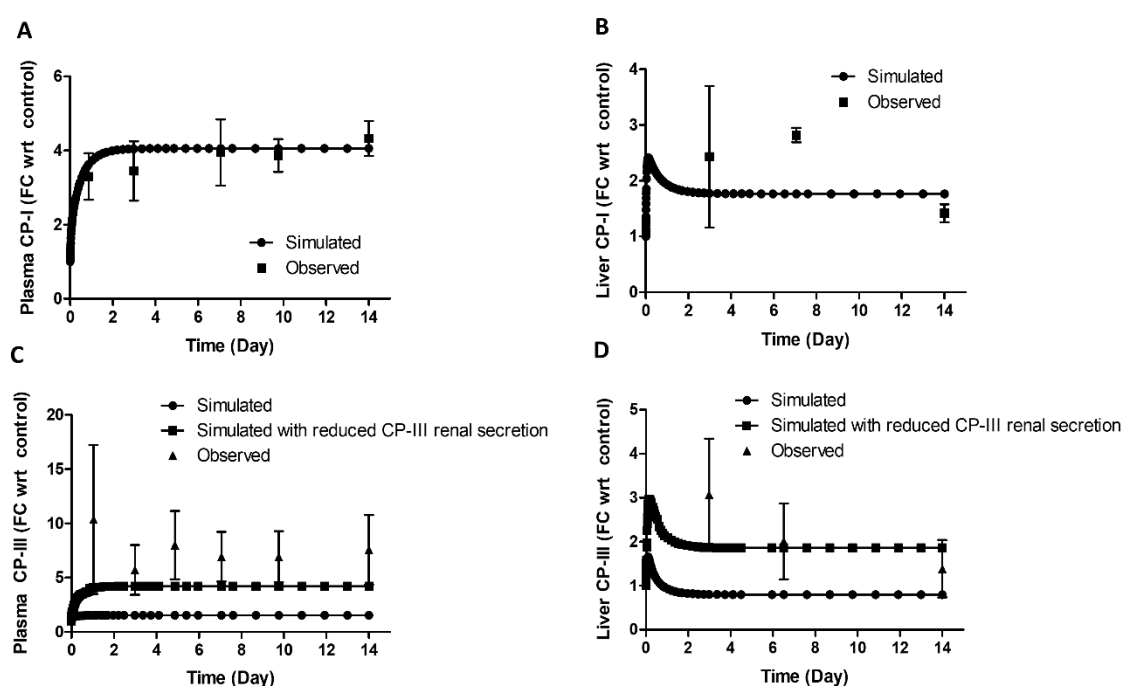 A
Plasma CP-I (FC wrt control)
6
4
2
0
Simulated
Observed
0 2 4 6 8 10 12 14
Time (Day)
B
Liver CP-I (FC wrt control)
4
3
2
1
0
Simulated
Observed
0 2 4 6 8 10 12 14
Time (Day)
C
Plasma CP-III (FC wrt control)
20
15
10
5
0
Simulated
Simulated with reduced CP-III renal secretion
Observed
0 2 4 6 8 10 12 14
Time (Day)
D
Liver CP-III (FC wrt control)
5
4
3
2
1
0
Simulated
Simulated with reduced CP-III renal secretion
Observed
0 2 4 6 8 10 12 14
Time (Day)